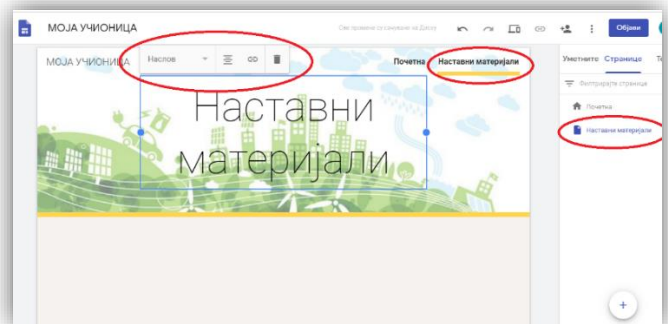 МОЈА УЧИОНИЦА
Све промене су сачуване на Диску
Објави
МОЈА УЧИОНИЦА
Наслов
Почетна
Наставни материјали
Наставни
материјали
Уметните
Странице
Филтрирајте странице
Почетна
Наставни материјали